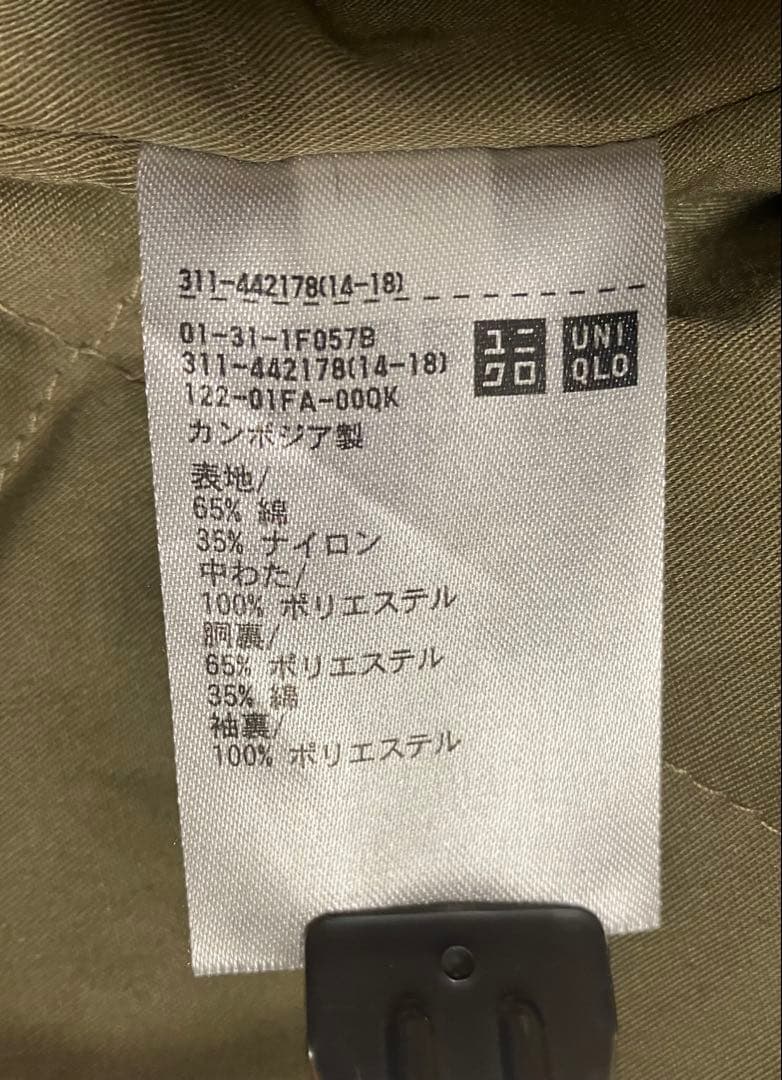 311-442178(14-18)
01-31-1F057B
311-442178(14-18)
122-01FA-00QK
ユニ
クロ
UNI
QLO
カンボジア製
表地/
65% 綿
35% ナイロン
中わた/
100% ポリエステル
胴裏/
65% ポリエステル
35% 綿
袖裏/
100% ポリエステル